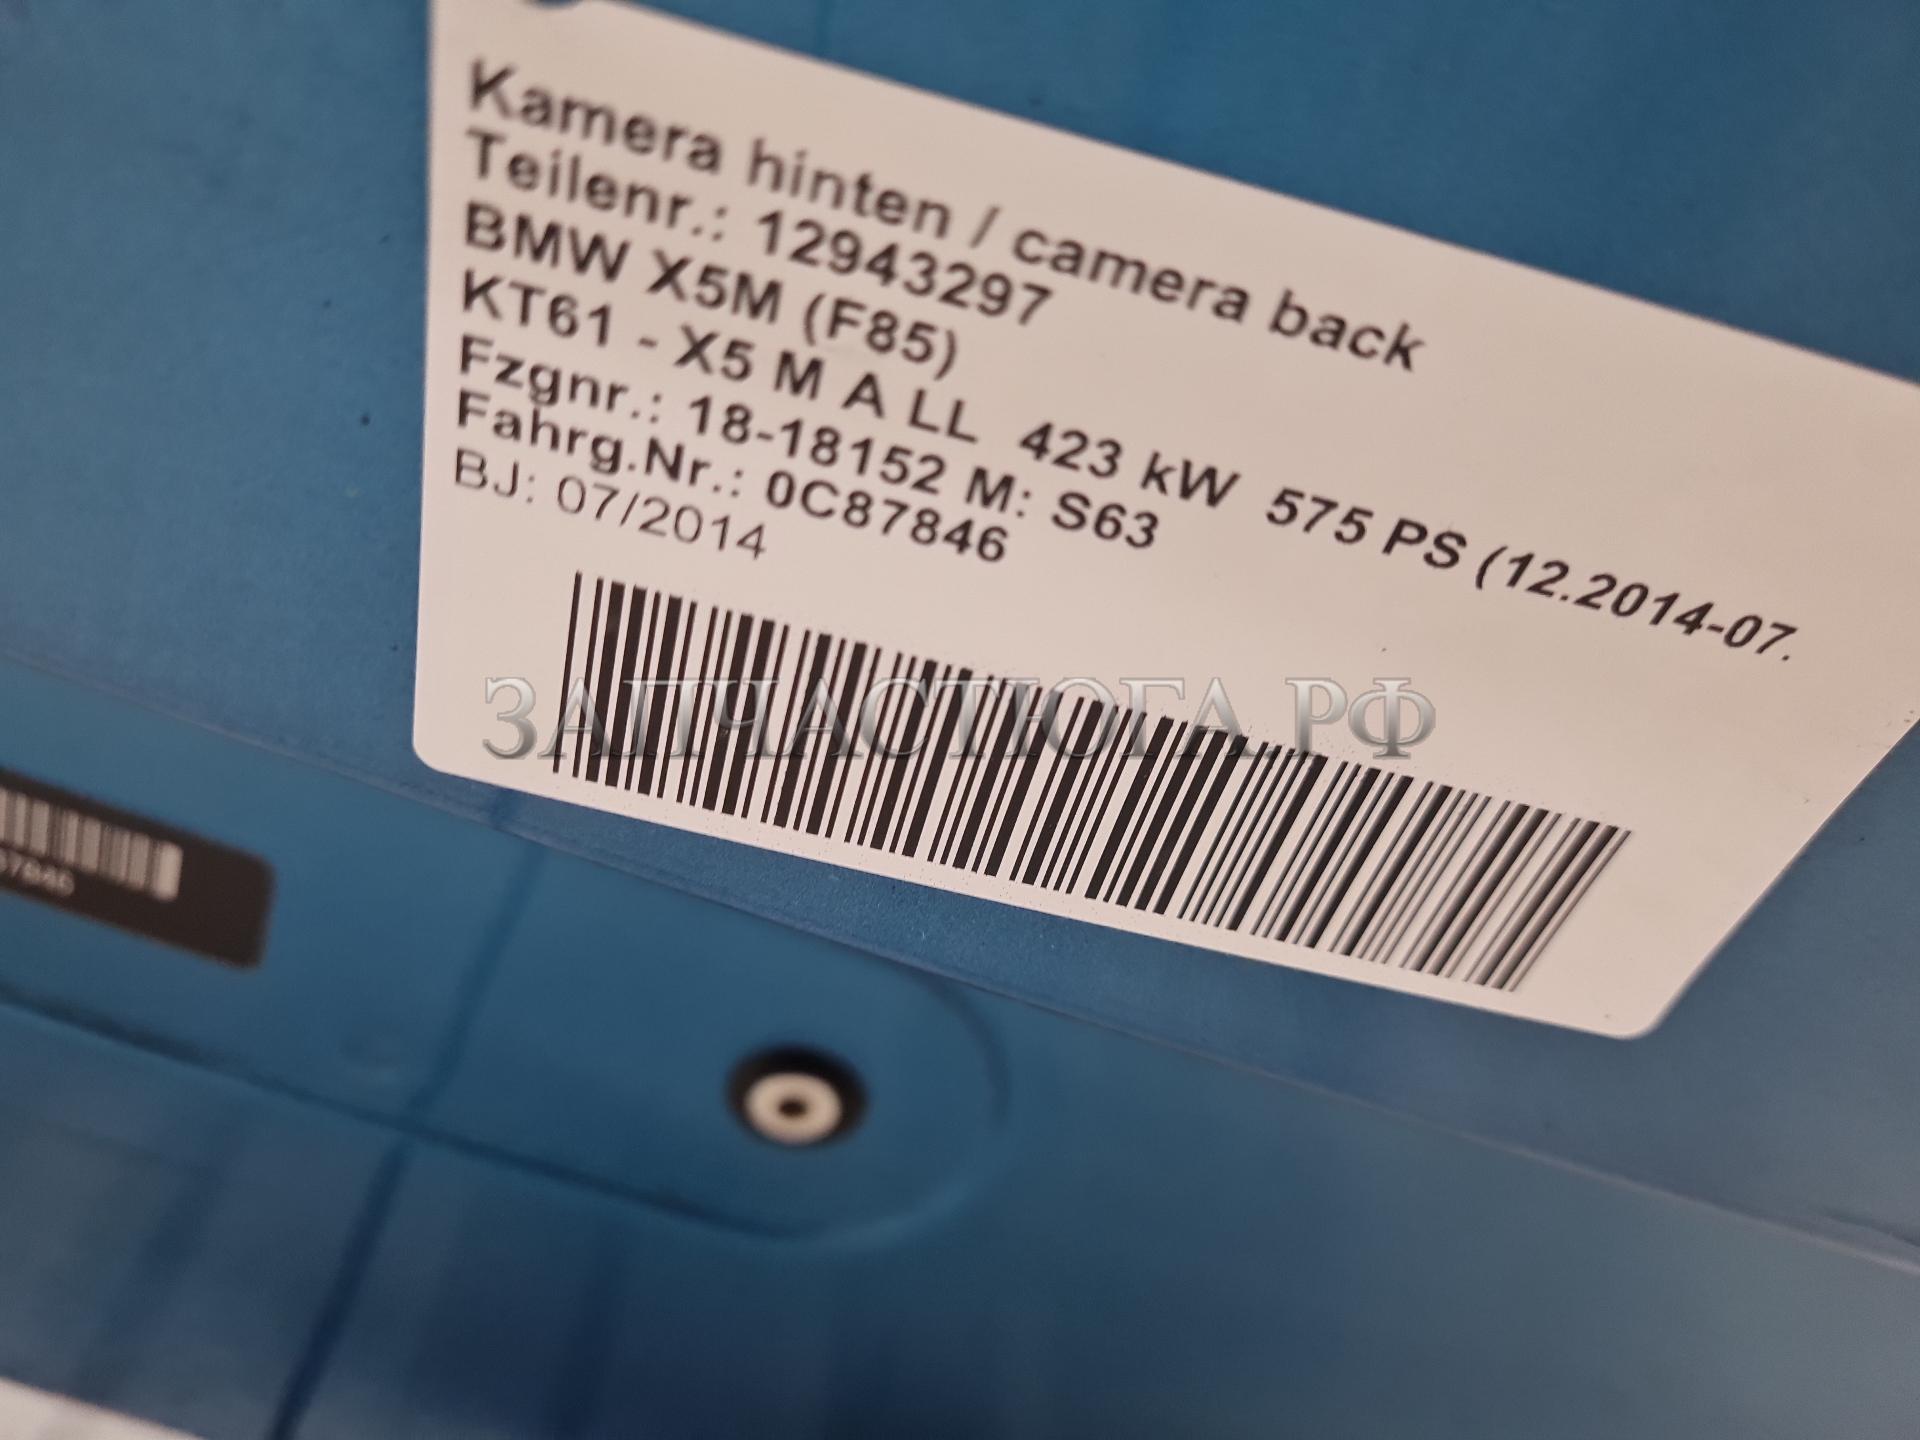 Kamera hinten / camera back
Teilenr.: 12943297
BMW X5M (F85)
KT61 - X5 M A LL 423 kW 575 PS (12.2014-07.
Fzgnr.: 18-18152 M: S63
Fahrg.Nr.: 0C87846
BJ: 07/2014
ЗАПЧАСТЮГА.РФ